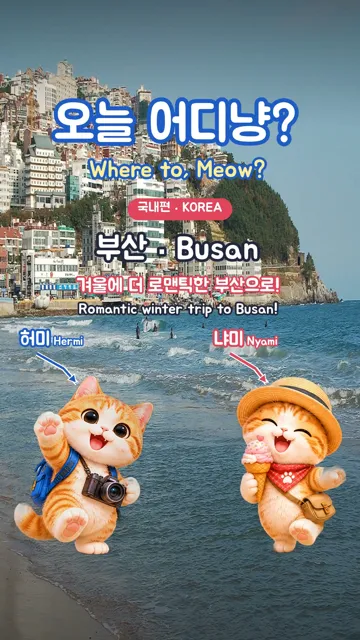 오늘 어디냥?
Where to, Meow?
국내편 · KOREA
부산 · Busan
겨울에 더 로맨틱한 부산으로!
Romantic winter trip to Busan!
허미 Hermi
냐미 Nyami